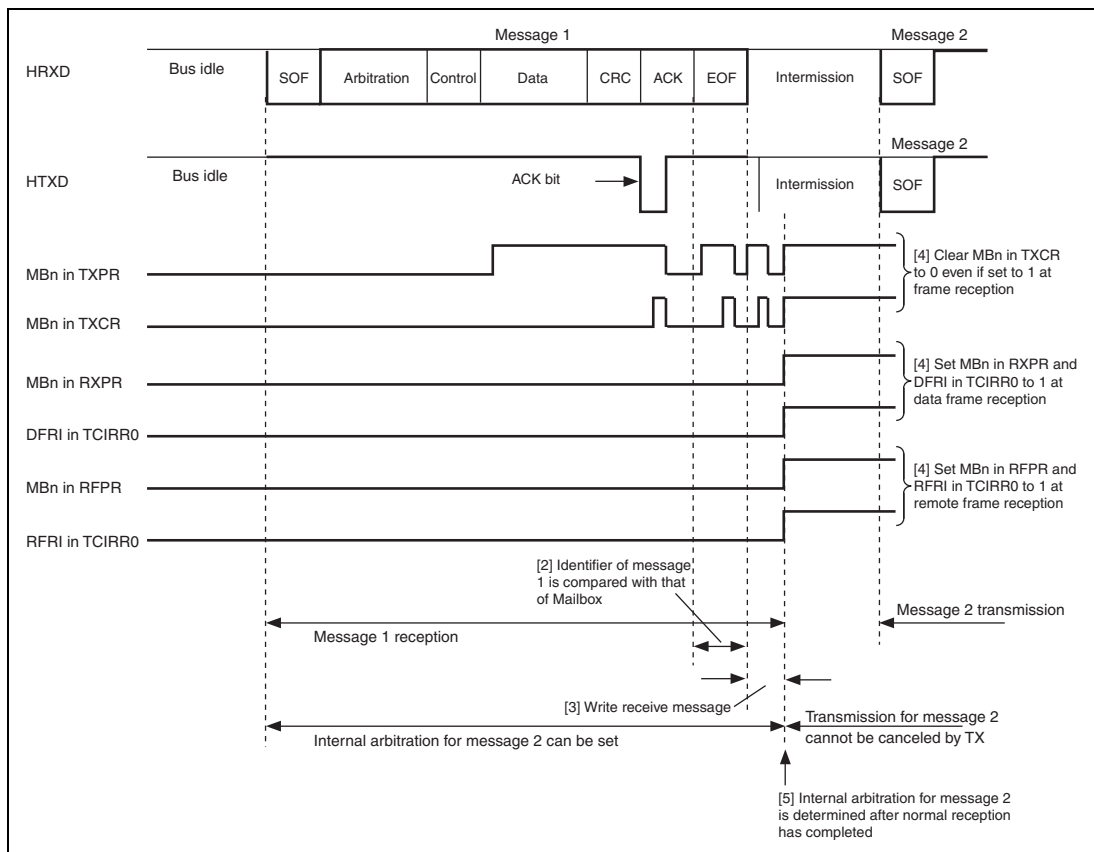 Message 1
Message 2
HRXD
Bus idle
SOF
Arbitration
Control
Data
CRC
ACK
EOF
Intermission
SOF
Message 2
HTXD
Bus idle
ACK bit
Intermission
SOF
MBn in TXPR
[4] Clear MBn in TXCR
to 0 even if set to 1 at
frame reception
MBn in TXCR
MBn in RXPR
[4] Set MBn in RXPR and
DFRI in TCIRR0 to 1 at
data frame reception
DFRI in TCIRR0
MBn in RFPR
[4] Set MBn in RFPR and
RFRI in TCIRR0 to 1 at
remote frame reception
RFRI in TCIRR0
[2] Identifier of message
1 is compared with that
of Mailbox
Message 2 transmission
Message 1 reception
[3] Write receive message
Transmission for message 2
cannot be canceled by TX
Internal arbitration for message 2 can be set
[5] Internal arbitration for message 2
is determined after normal reception
has completed